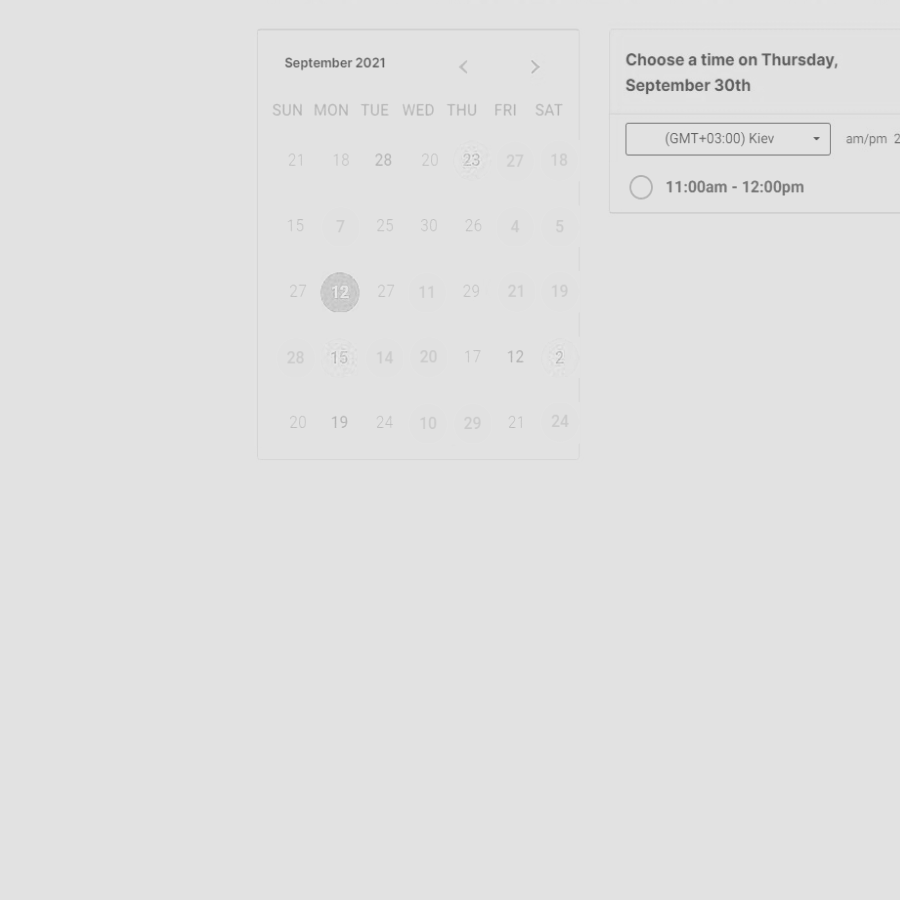 September 2021
SUN MON TUE WED THU FRI SAT
21 18 28 20 23 27 18
15 7 25 30 26 4 5
27 12 27 11 29 21 19
28 15 14 20 17 12 2
20 19 24 10 29 21 24
Choose a time on Thursday,
September 30th
(GMT+03:00) Kiev am/pm 2
11:00am - 12:00pm